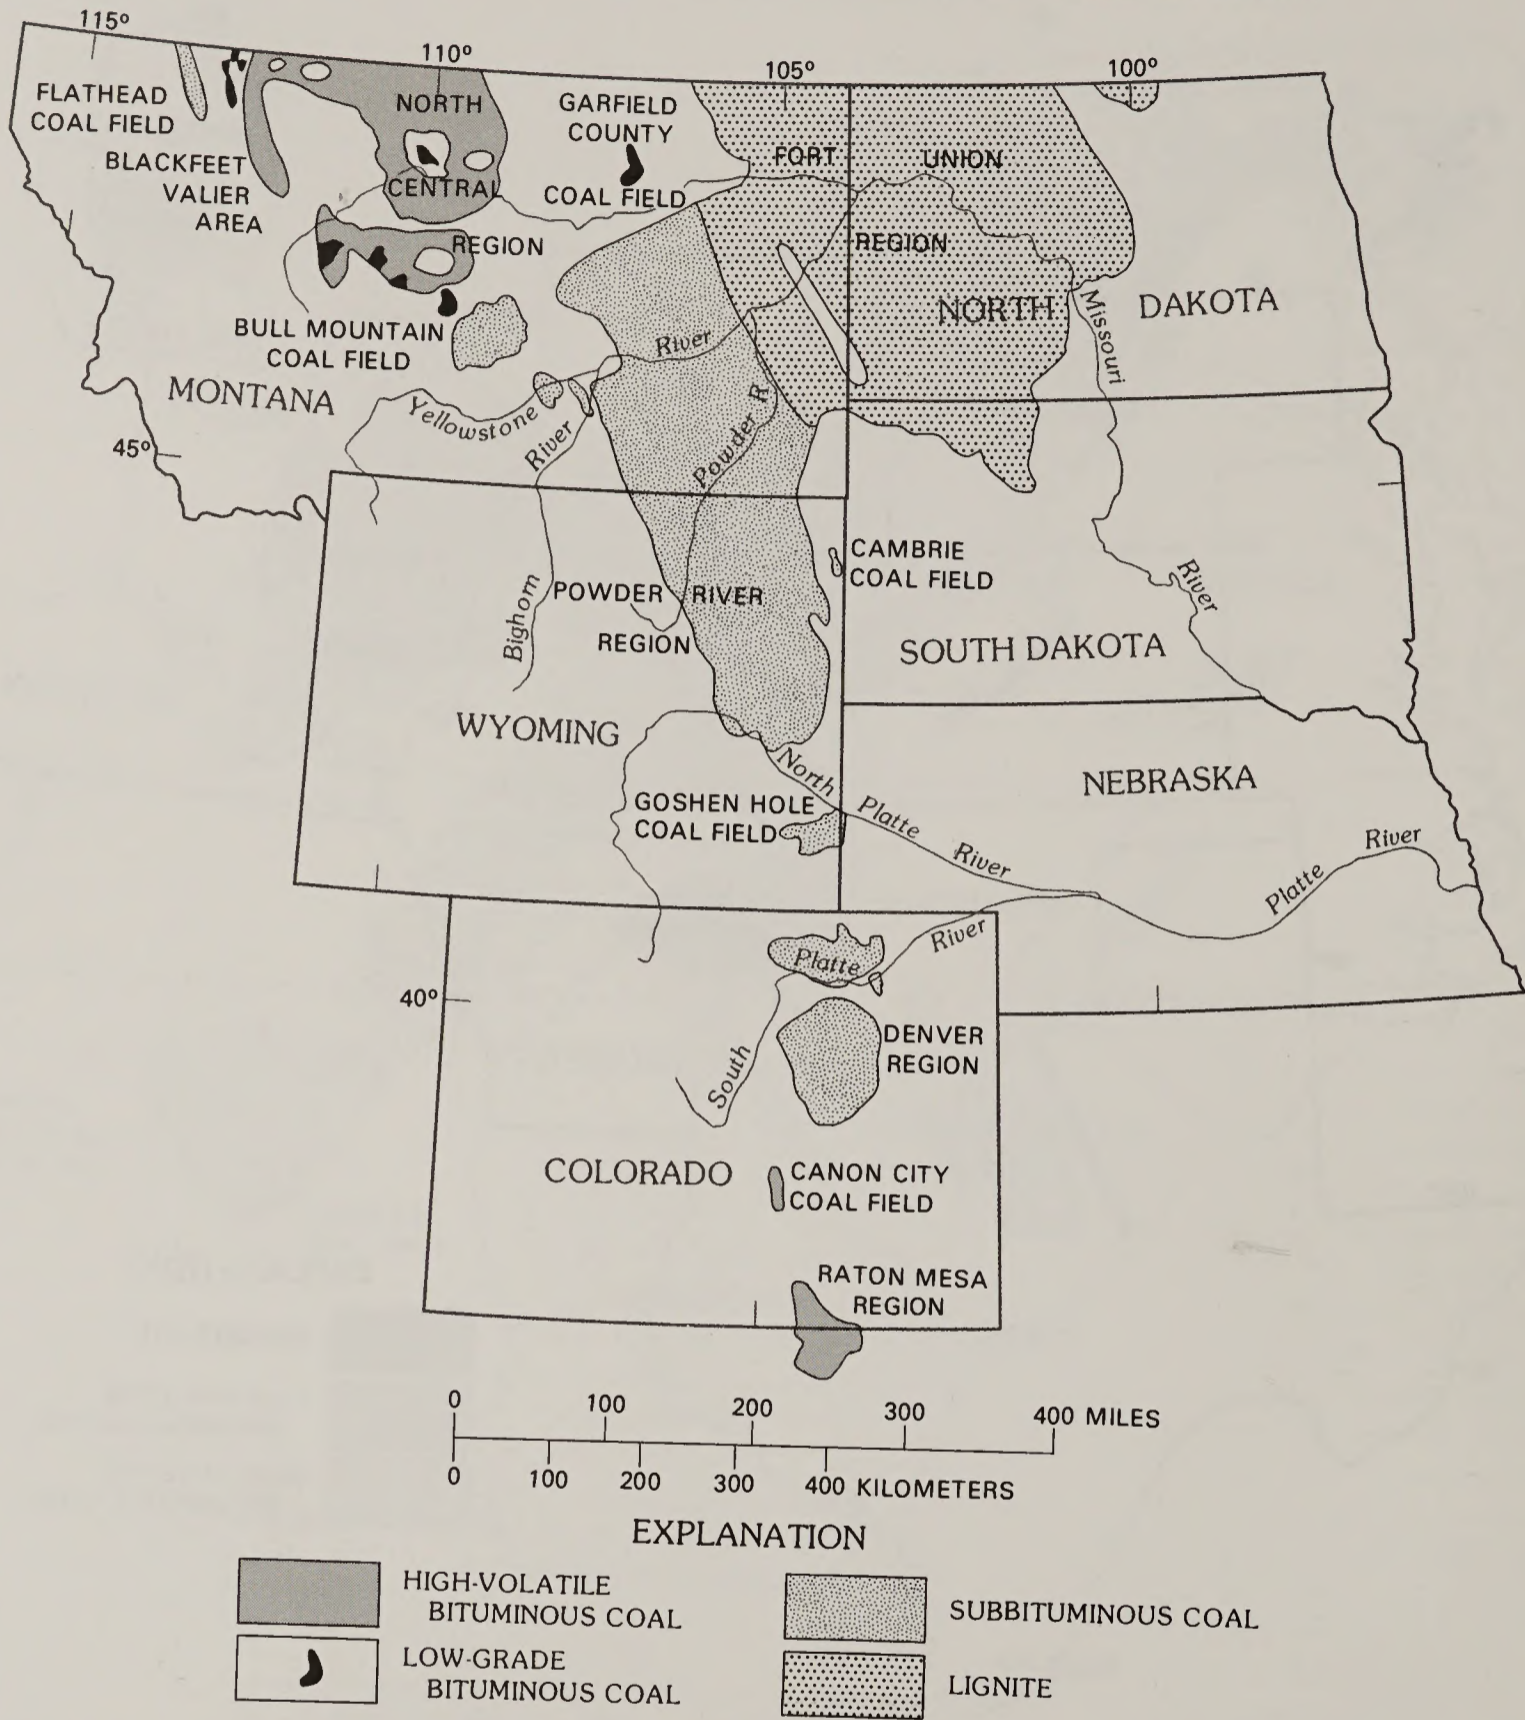 115°
110°
105°
100°
FLATHEAD
COAL FIELD
BLACKFEET
VALIER
AREA
NORTH
CENTRAL
REGION
GARFIELD
COUNTY
COAL FIELD
FORT
UNION
REGION
NORTH
DAKOTA
Missouri
BULL MOUNTAIN
COAL FIELD
MONTANA
River
Yellowstone
River
Powder R
45°
Bighorn
POWDER RIVER
REGION
CAMBRIE
COAL FIELD
River
SOUTH DAKOTA
WYOMING
North
Platte
River
NEBRASKA
GOSHEN HOLE
COAL FIELD
River
Platte
River
Platte
40°
South
DENVER
REGION
COLORADO
CANON CITY
COAL FIELD
RATON MESA
REGION
0 100 200 300 400 MILES
0 100 200 300 400 KILOMETERS
EXPLANATION
HIGH-VOLATILE
BITUMINOUS COAL
SUBBITUMINOUS COAL
LOW-GRADE
BITUMINOUS COAL
LIGNITE